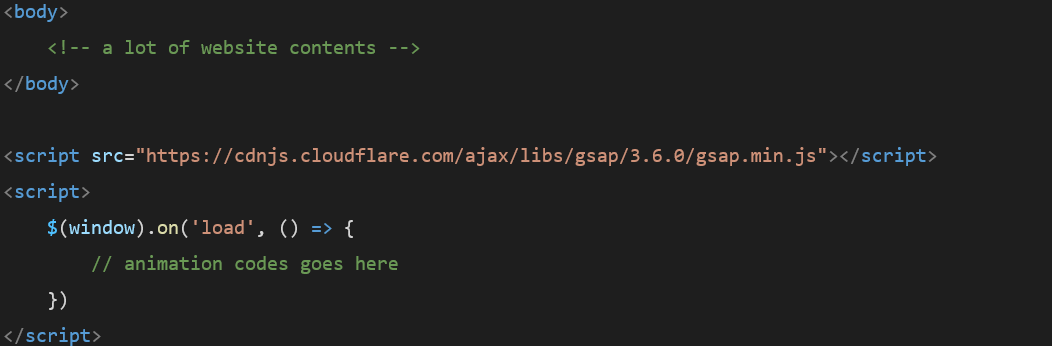 <body>
<!-- a lot of website contents -->
</body>
<script src="https://cdnjs.cloudflare.com/ajax/libs/gsap/3.6.0/gsap.min.js"></script>
<script>
$(window).on('load', () => {
// animation codes goes here
})
</script>